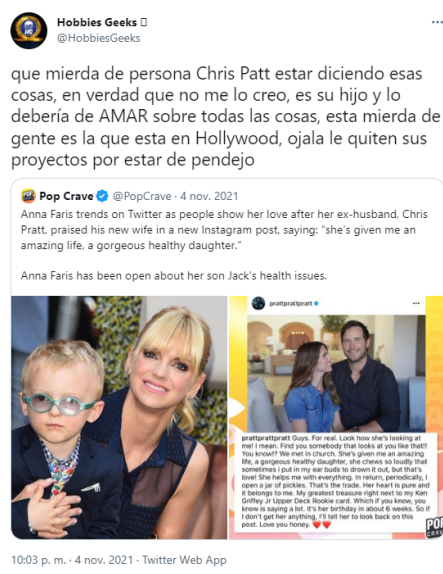 Hobbies Geeks
@HobbiesGeeks
que mierda de persona Chris Patt estar diciendo esas
cosas, en verdad que no me lo creo, es su hijo y lo
debería de AMAR sobre todas las cosas, esta mierda de
gente es la que esta en Hollywood, ojala le quiten sus
proyectos por estar de pendejo
Pop Crave @PopCrave · 4 nov. 2021
Anna Faris trends on Twitter as people show her love after her ex-husband, Chris
Pratt, praised his new wife in a new Instagram post, saying: “she's given me an
amazing life, a gorgeous healthy daughter.”
Anna Faris has been open about her son Jack's health issues.
prattprattpratt
prattprattpratt Guys. For real. Look how she's looking at
me! I mean. Find you somebody that looks at you like that!!
You know!? We met in church. She's given me an amazing
life, a gorgeous healthy daughter, she chews so loudly that
sometimes i put in my ear buds to drown it out, but that's
love! She helps me with everything. In return, periodically, I
open a jar of pickles. That's the trade. Her heart is pure and
it belongs to me. My greatest treasure right next to my Ken
Griffey Jr Upper Deck Rookie card. Which if you know, you
know is saying a lot. It's her birthday in about 6 weeks. So if
I don't get her anything, I'll tell her to look back on this
post. Love you honey. ❤️❤️
POP
10:03 p. m. · 4 nov. 2021 · Twitter Web App